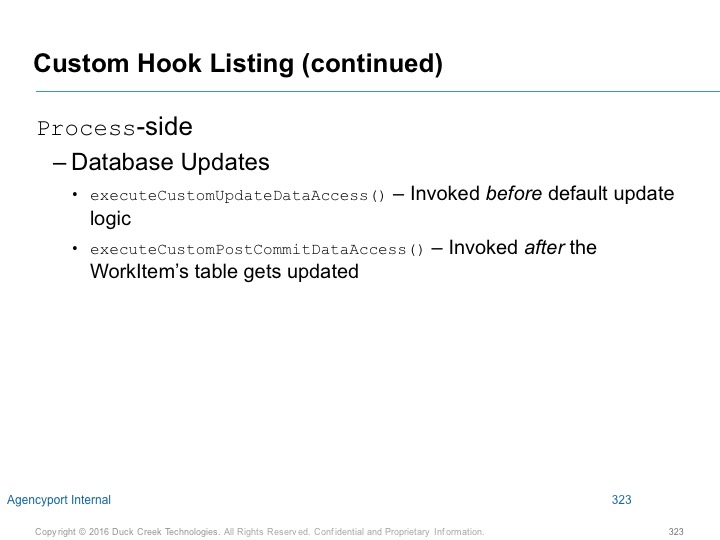 Custom Hook Listing (continued)
Process-side
– Database Updates
• executeCustomUpdateDataAccess() – Invoked before default update
logic
• executeCustomPostCommitDataAccess() – Invoked after the
WorkItem’s table gets updated
Agencyport Internal
323
Copyright © 2016 Duck Creek Technologies. All Rights Reserved. Confidential and Proprietary Information.
323